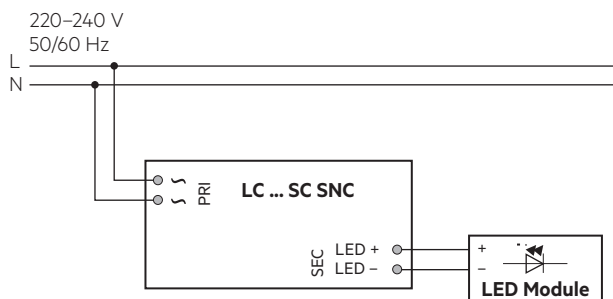 220–240 V
50/60 Hz
L
N
~ PRI
~
LC ... SC SNC
SEC
LED +
LED –
+
–
LED Module